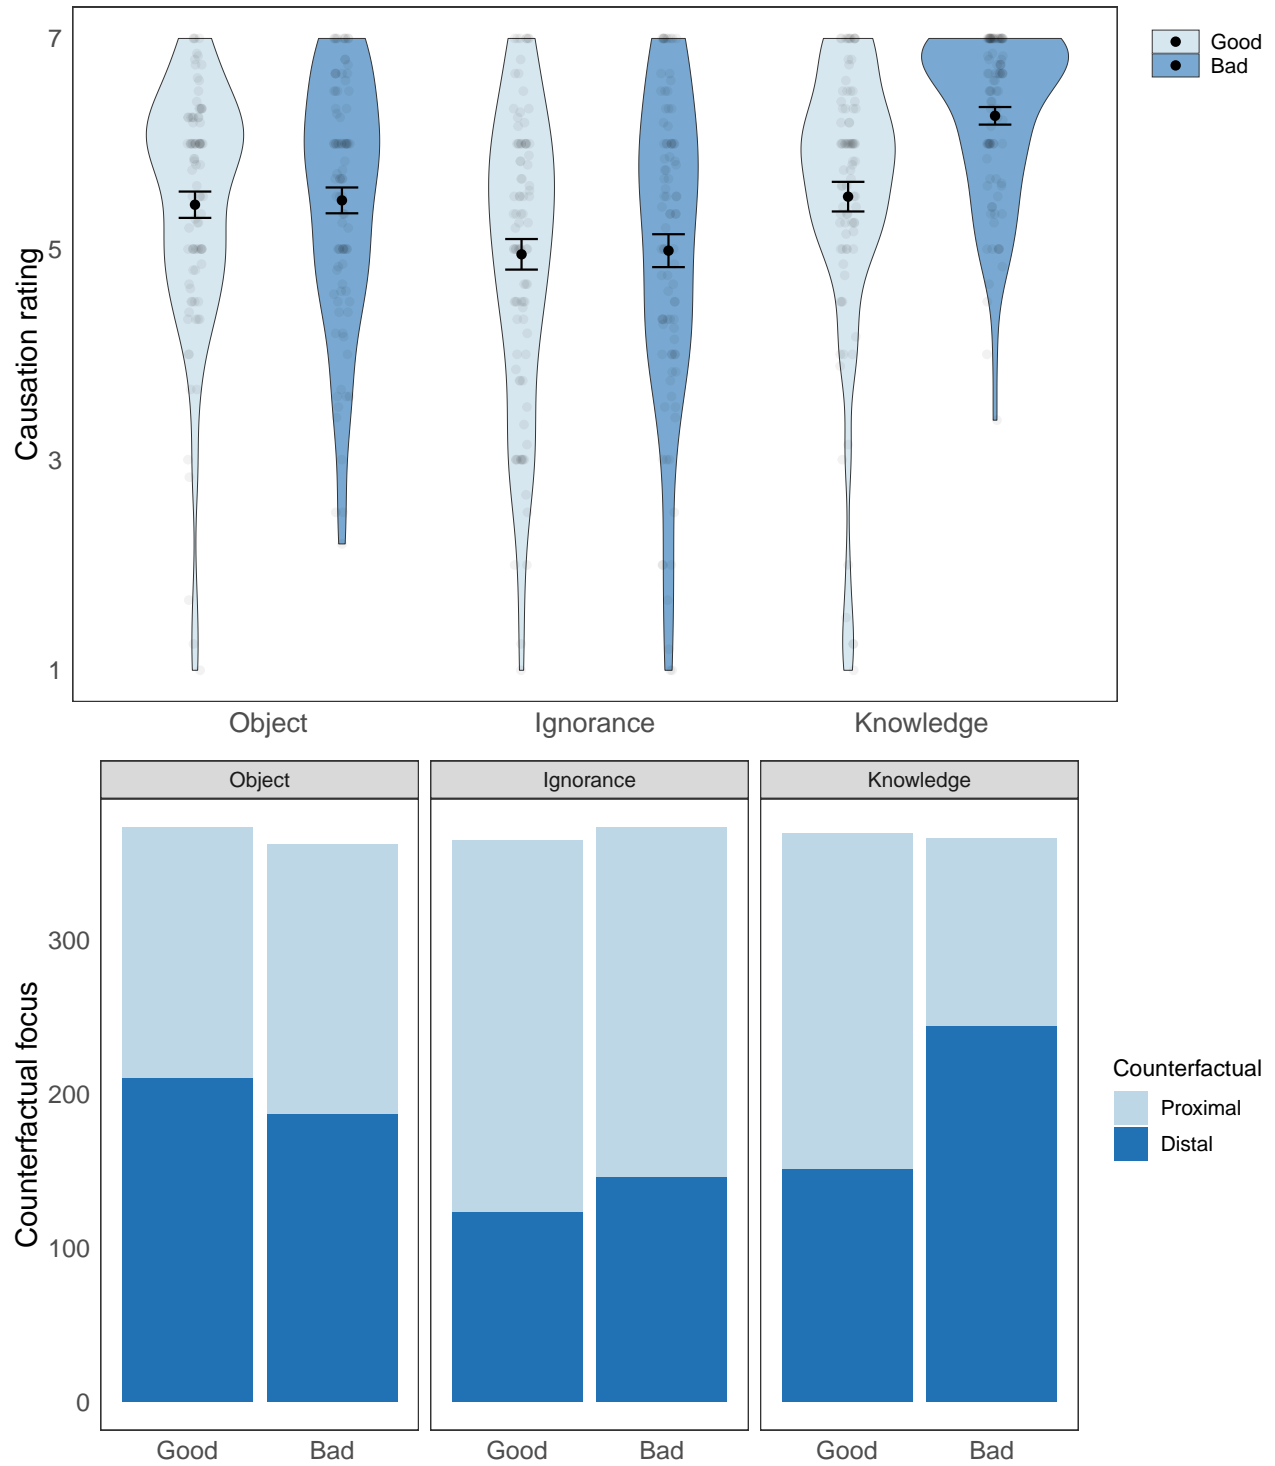 7
5
3
1
Causation rating
Object Ignorance Knowledge
Good
Bad
Object Ignorance Knowledge
300
200
100
0
Counterfactual focus
Good Bad Good Bad Good Bad
Counterfactual
Proximal
Distal